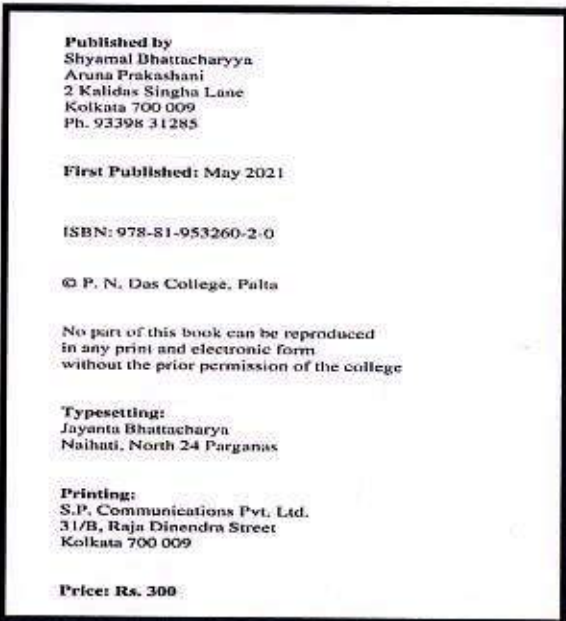 Published by
Shyamal Bhattacharyya
Aruna Prakashani
2 Kalidas Singha Lane
Kolkata 700 009
Ph. 93398 31285
First Published: May 2021
ISBN: 978-81-953260-2-0
© P. N. Das College, Palta
No part of this book can be reproduced
in any print and electronic form
without the prior permission of the college
Typesetting:
Jayanta Bhattacharya
Naihati, North 24 Parganas
Printing:
S.P. Communications Pvt. Ltd.
31/B, Raja Dinendra Street
Kolkata 700 009
Price: Rs. 300